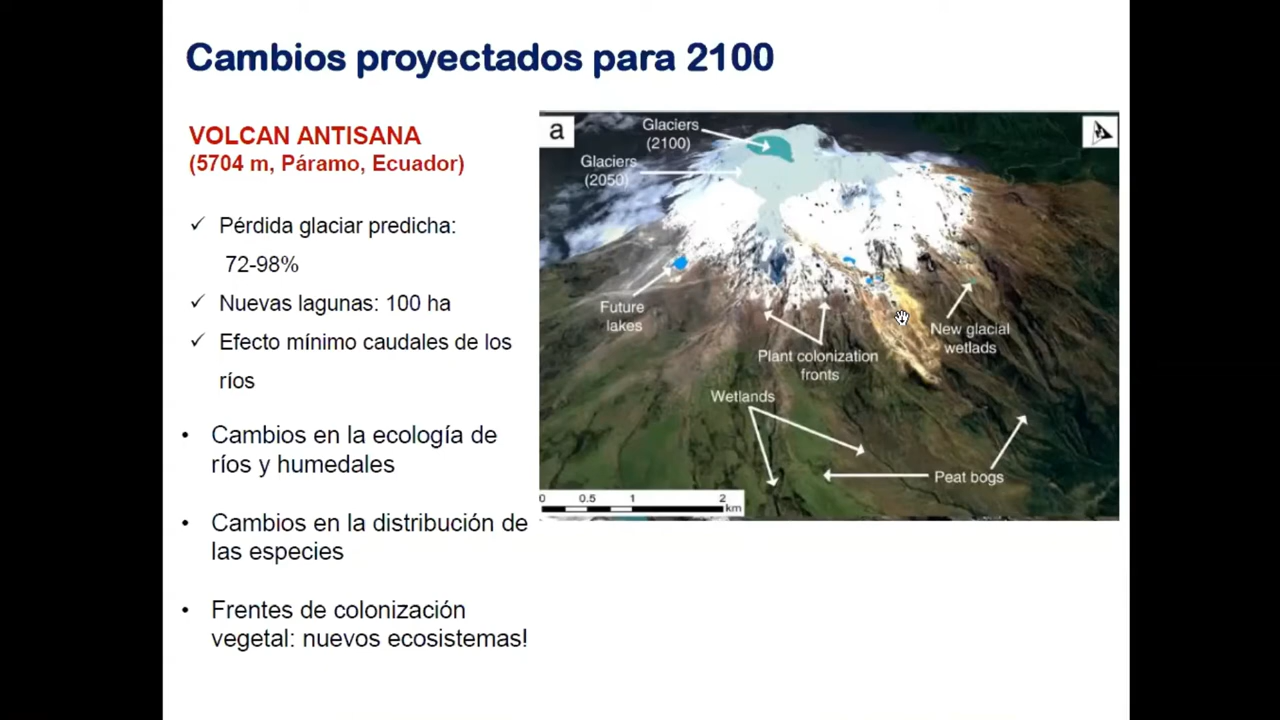 Cambios proyectados para 2100
VOLCAN ANTISANA
(5704 m, Páramo, Ecuador)
✓ Pérdida glaciar predicha:
72-98%
✓ Nuevas lagunas: 100 ha
✓ Efecto mínimo caudales de los
ríos
• Cambios en la ecología de
ríos y humedales
• Cambios en la distribución de
las especies
• Frentes de colonización
vegetal: nuevos ecosistemas!
a
Glaciers
(2100)
Glaciers
(2050)
Future
lakes
Plant colonization
fronts
New glacial
wetlads
Wetlands
Peat bogs
0 0.5 1 2
km